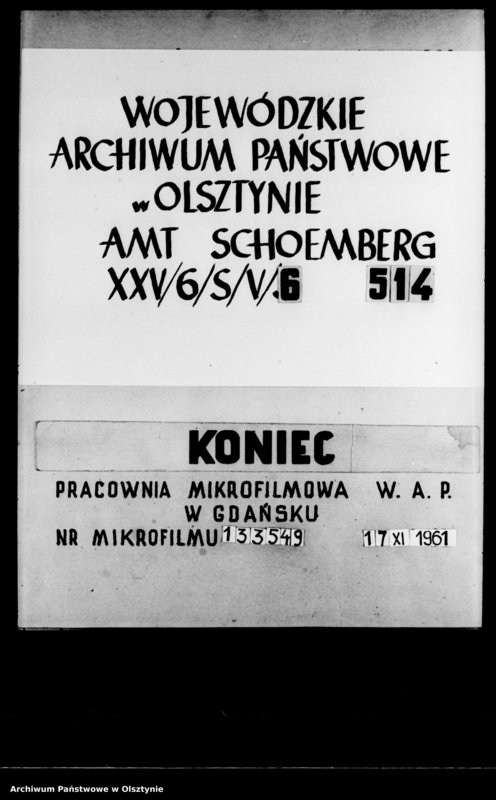 WOJEWÓDZKIE
ARCHIWUM PAŃSTWOWE
w OLSZTYNIE
AMT SCHOEMBERG
XXV/6/S/V/.6 514
KONIEC
PRACOWNIA MIKROFILMOWA W. A. P.
W GDAŃSKU
NR MIKROFILMU 133549 17 XI 1961
Archiwum Państwowe w Olsztynie